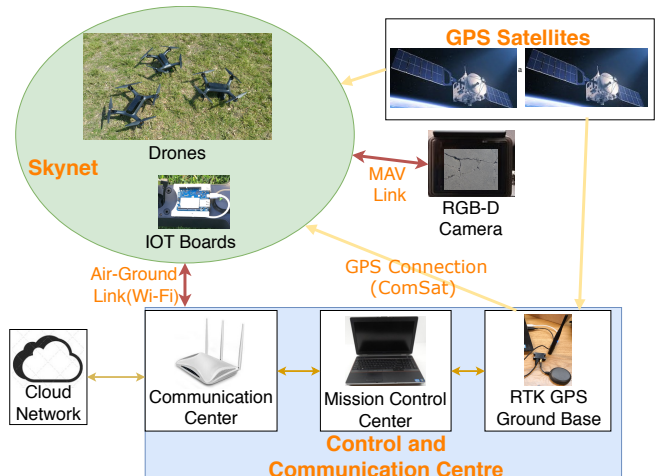 GPS Satellites
Drones
Skynet
IOT Boards
MAV
Link
RGB-D
Camera
GPS Connection
(ComSat)
Air-Ground
Link(Wi-Fi)
Cloud
Network
Communication
Center
Mission Control
Center
RTK GPS
Ground Base
Control and
Communication Centre